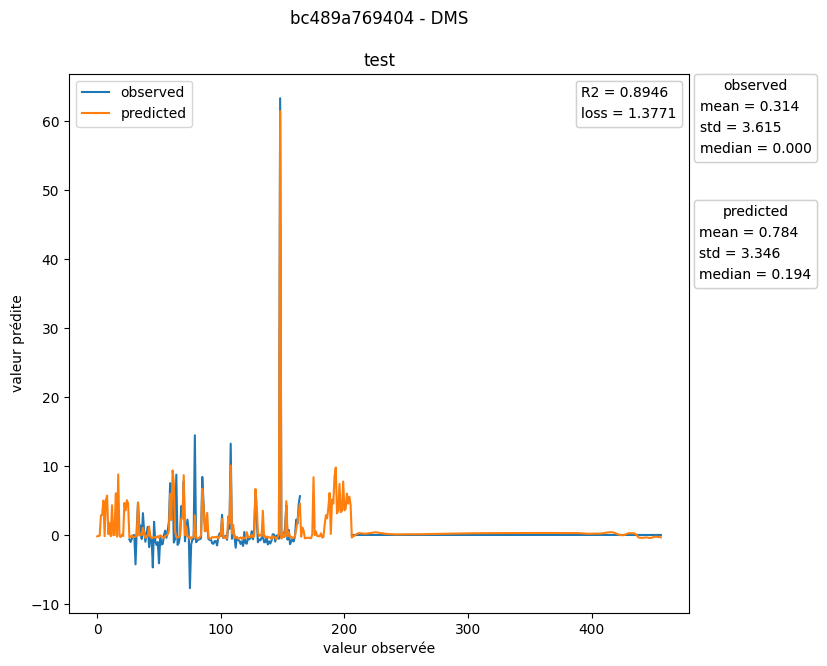 bc489a769404 - DMS
test
observed
predicted
R2 = 0.8946
loss = 1.3771
observed
mean = 0.314
std = 3.615
median = 0.000
predicted
mean = 0.784
std = 3.346
median = 0.194
valeur prédite
60
50
40
30
20
10
0
−10
0
100
200
300
400
valeur observée